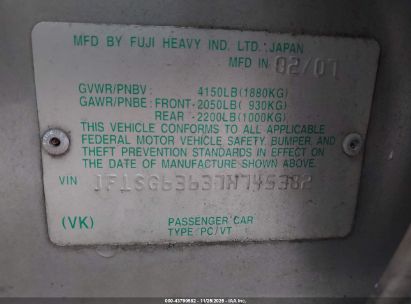 MFD BY FUJI HEAVY IND. LTD. JAPAN
MFD IN 02/07
GVWR/PNBV: 4150LB(1880KG)
GAWR/PNBE: FRONT-2050LB( 930KG)
REAR -2200LB(1000KG)
THIS VEHICLE CONFORMS TO ALL APPLICABLE
FEDERAL MOTOR VEHICLE SAFETY, BUMPER, AND
THEFT PREVENTION STANDARDS IN EFFECT ON
THE DATE OF MANUFACTURE SHOWN ABOVE.
VIN JF1SG63637H745382
(VK) PASSENGER CAR
TYPE:PC/VT